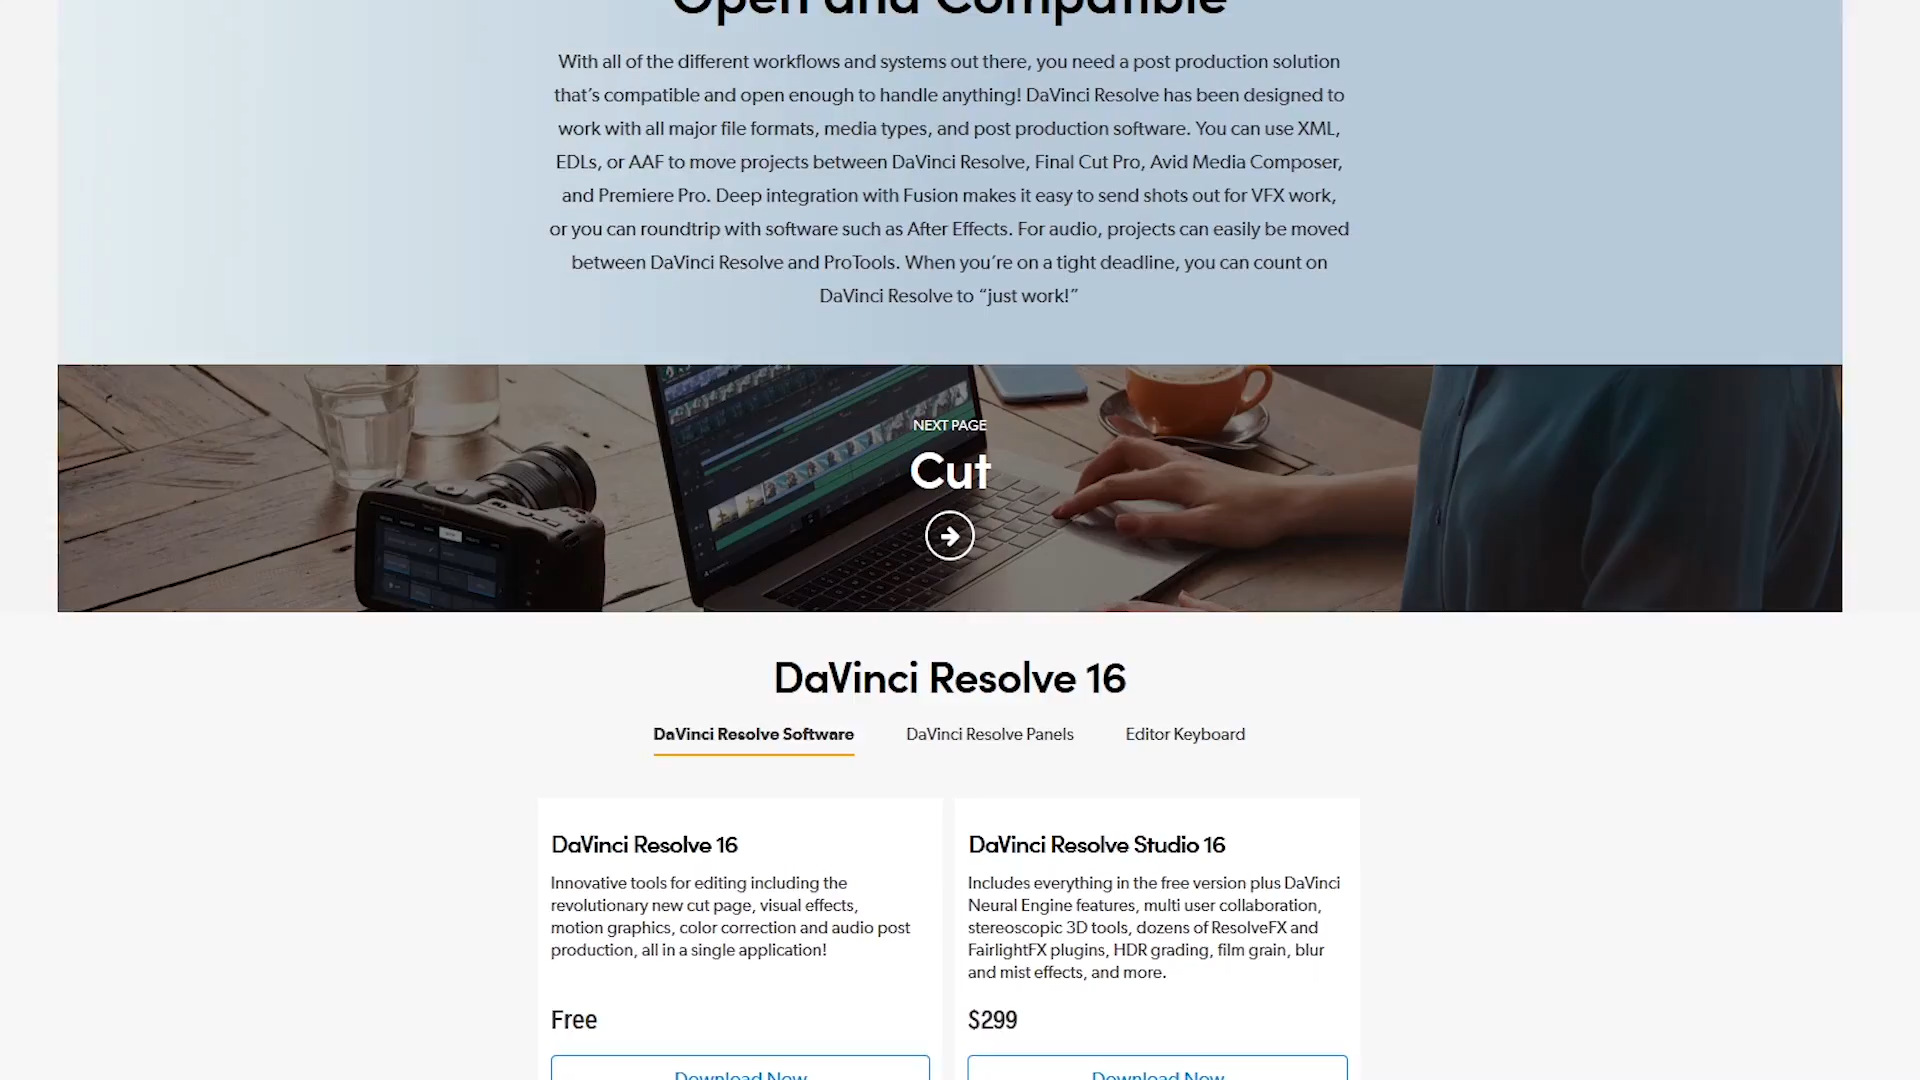 Open and Compatible
With all of the different workflows and systems out there, you need a post production solution
that’s compatible and open enough to handle anything! DaVinci Resolve has been designed to
work with all major file formats, media types, and post production software. You can use XML,
EDLs, or AAF to move projects between DaVinci Resolve, Final Cut Pro, Avid Media Composer,
and Premiere Pro. Deep integration with Fusion makes it easy to send shots out for VFX work,
or you can roundtrip with software such as After Effects. For audio, projects can easily be moved
between DaVinci Resolve and ProTools. When you’re on a tight deadline, you can count on
DaVinci Resolve to “just work!”
NEXT PAGE
Cut
DaVinci Resolve 16
DaVinci Resolve Software
DaVinci Resolve Panels
Editor Keyboard
DaVinci Resolve 16
Innovative tools for editing including the
revolutionary new cut page, visual effects,
motion graphics, color correction and audio post
production, all in a single application!
Free
Download Now
DaVinci Resolve Studio 16
Includes everything in the free version plus DaVinci
Neural Engine features, multi user collaboration,
stereoscopic 3D tools, dozens of ResolveFX and
FairlightFX plugins, HDR grading, film grain, blur
and mist effects, and more.
$299
Download Now